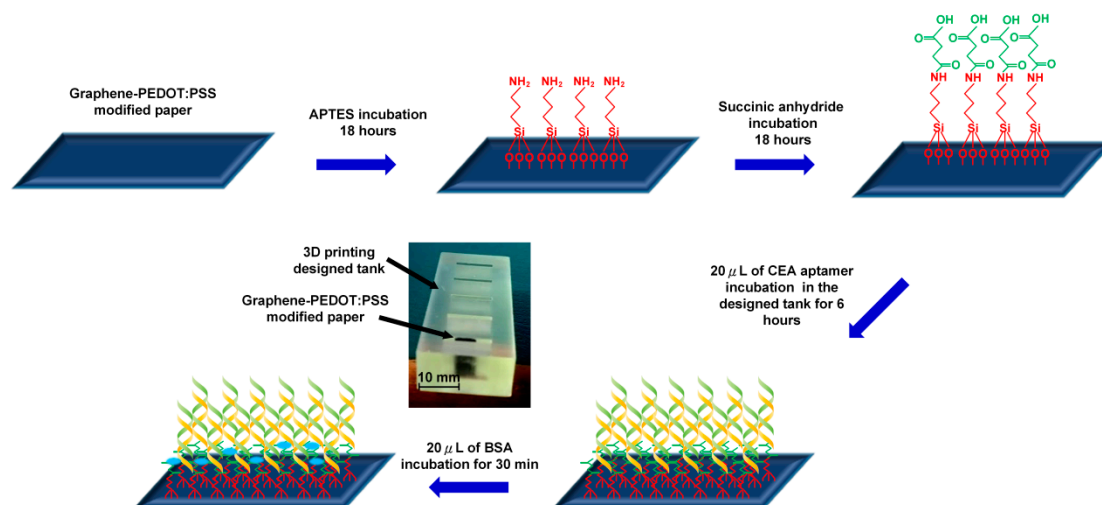 Graphene-PEDOT:PSS
modified paper
APTES incubation
18 hours
NH2 NH2 NH2 NH2
Si Si Si Si
O O O O O O O O O O O O
Succinic anhydride
incubation
18 hours
OH OH OH OH
O O O O
O O O O
NH NH NH NH
Si Si Si Si
O O O O O O O O O O O O
3D printing
designed tank
Graphene-PEDOT:PSS
modified paper
10 mm
20 μL of CEA aptamer
incubation in the
designed tank for 6
hours
20 μL of BSA
incubation for 30 min